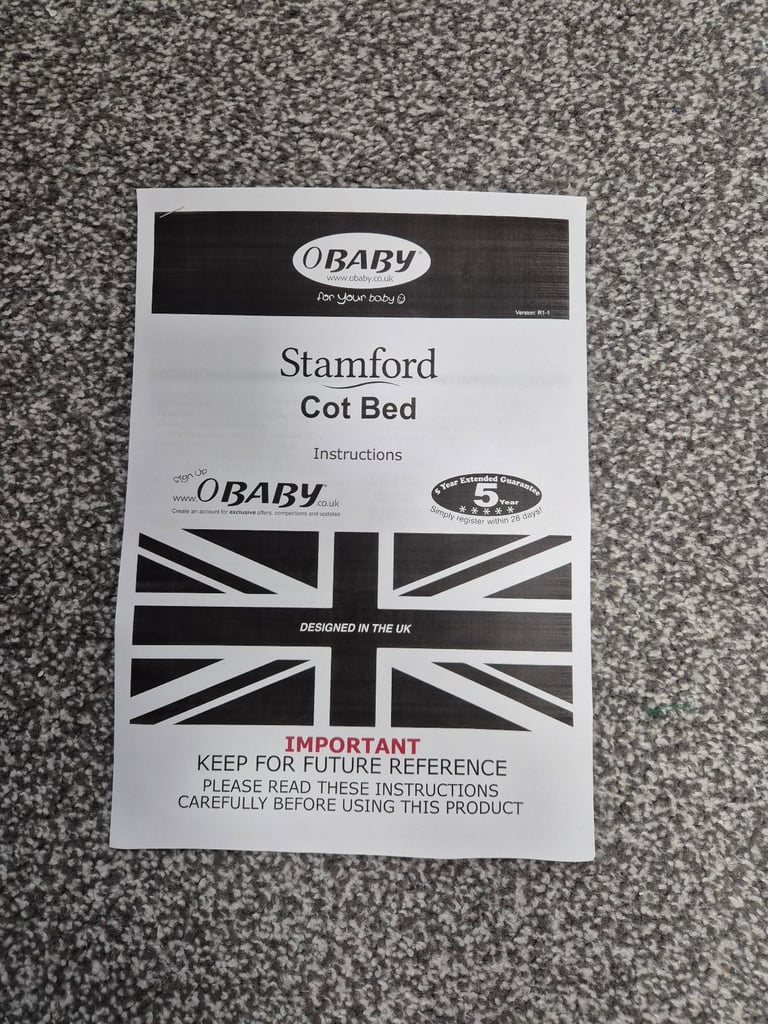 OBABY®
www.obaby.co.uk
for your baby
Version: R1-1
Stamford
Cot Bed
Instructions
Sign Up
www.OBABY.co.uk
Create an account for exclusive offers, competitions and updates
5 Year Extended Guarantee
5 Year
Simply register within 28 days!
DESIGNED IN THE UK
IMPORTANT
KEEP FOR FUTURE REFERENCE
PLEASE READ THESE INSTRUCTIONS
CAREFULLY BEFORE USING THIS PRODUCT